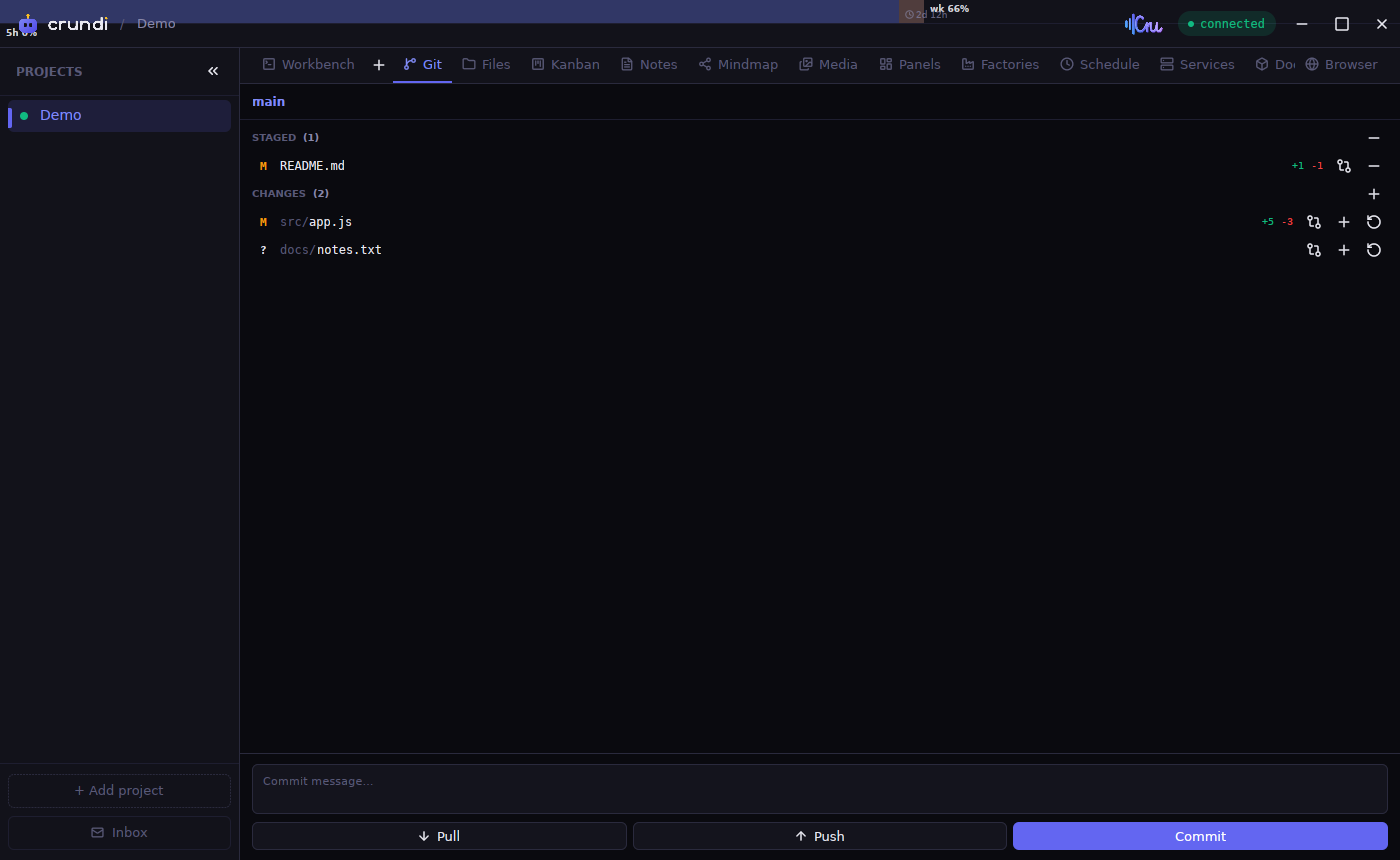 wk 66%
2d 12h
crundi / Demo
connected
PROJECTS
Workbench
Git
Files
Kanban
Notes
Mindmap
Media
Panels
Factories
Schedule
Services
Browser
Demo
main
STAGED (1)
M README.md +1 -1
CHANGES (2)
M src/app.js +5 -3
? docs/notes.txt
Commit message...
+ Add project
Inbox
Pull
Push
Commit